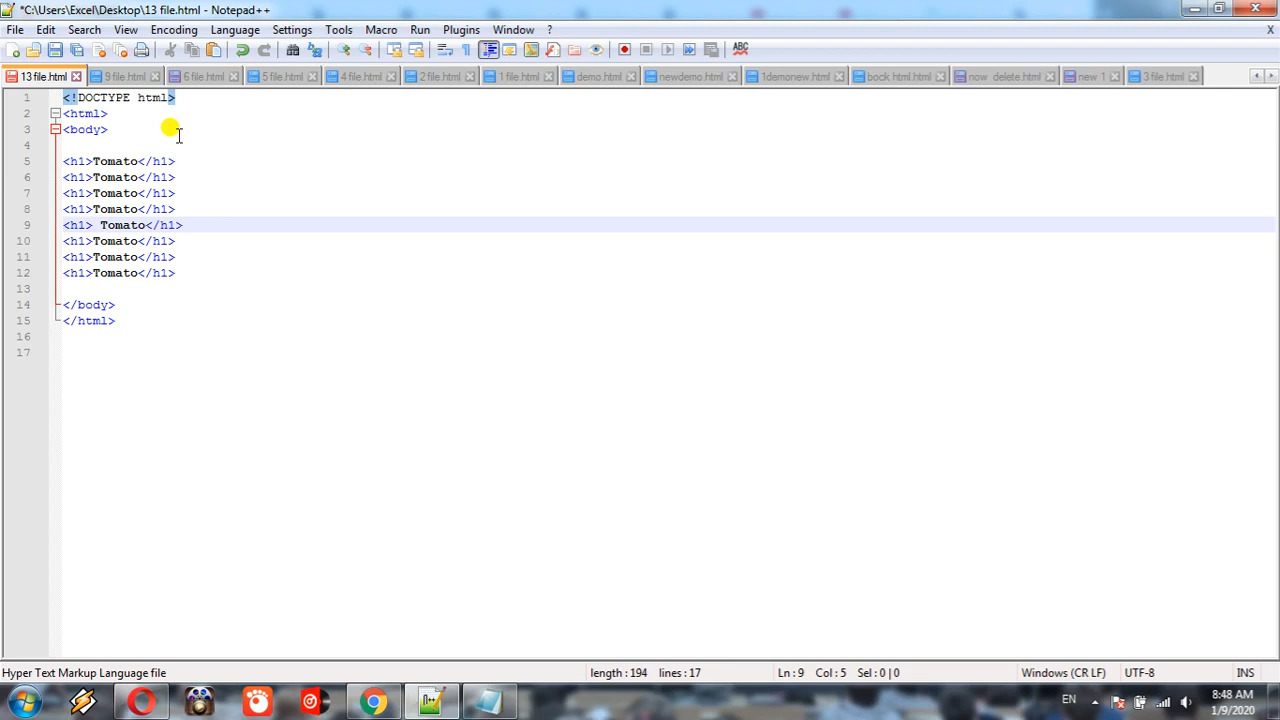 *C:\Users\Excel\Desktop\13 file.html - Notepad++
File Edit Search View Encoding Language Settings Tools Macro Run Plugins Window ? X
13 file.html 9 file.html 6 file.html 5 file.html 4 file.html 2 file.html 1 file.html demo.html newdemo.html 1demonew.html bock html.html now delete.html new 1 3 file.html
1 <!DOCTYPE html>
2 <html>
3 <body>
4
5 <h1>Tomato</h1>
6 <h1>Tomato</h1>
7 <h1>Tomato</h1>
8 <h1>Tomato</h1>
9 <h1> Tomato</h1>
10 <h1>Tomato</h1>
11 <h1>Tomato</h1>
12 <h1>Tomato</h1>
13
14 </body>
15 </html>
16
17
Hyper Text Markup Language file length : 194 lines : 17 Ln : 9 Col : 5 Sel : 0 | 0 Windows (CR LF) UTF-8 INS
EN 8:48 AM
1/9/2020